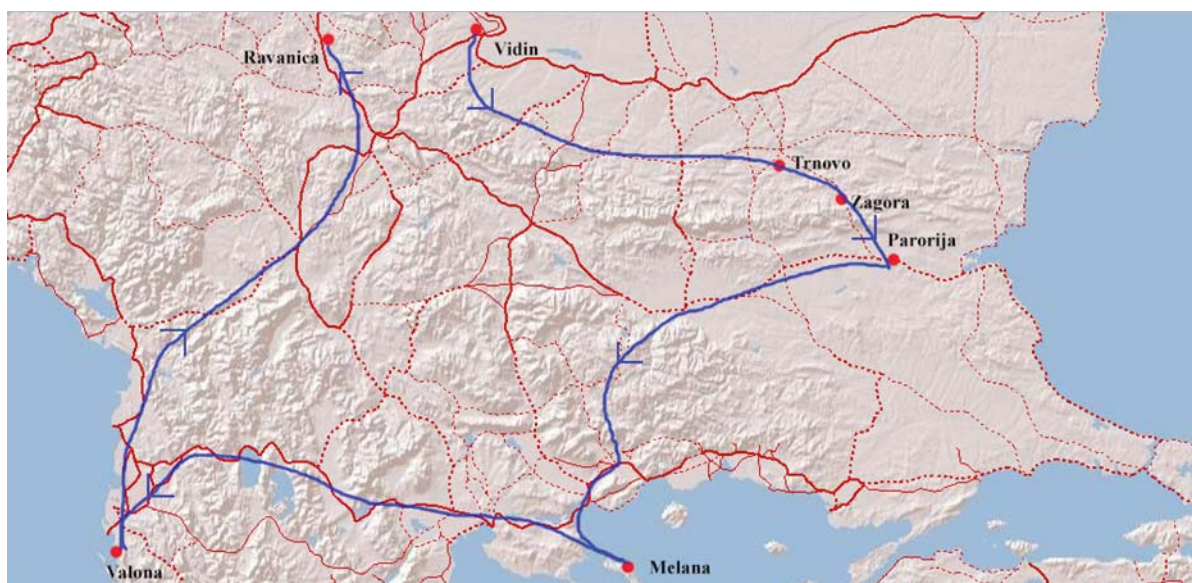 Ravanica
Vidin
Trnovo
Zagora
Parorija
Valona
Melana